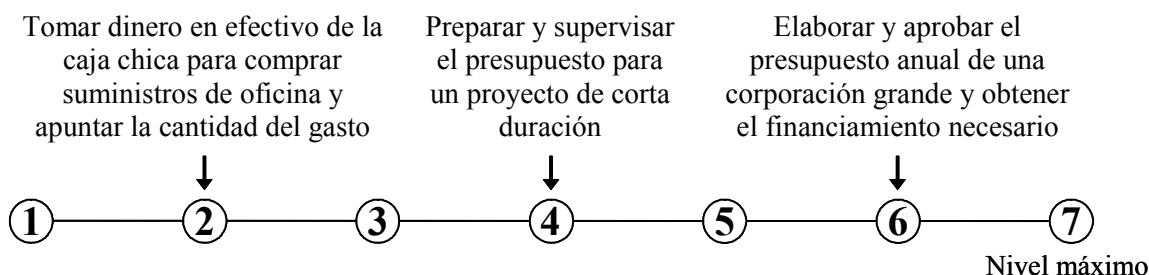 Tomar dinero en efectivo de la
caja chica para comprar
suministros de oficina y
apuntar la cantidad del gasto
Preparar y supervisar
el presupuesto para
un proyecto de corta
duración
Elaborar y aprobar el
presupuesto anual de una
corporación grande y obtener
el financiamiento necesario
1 2 3 4 5 6 7
Nivel máximo